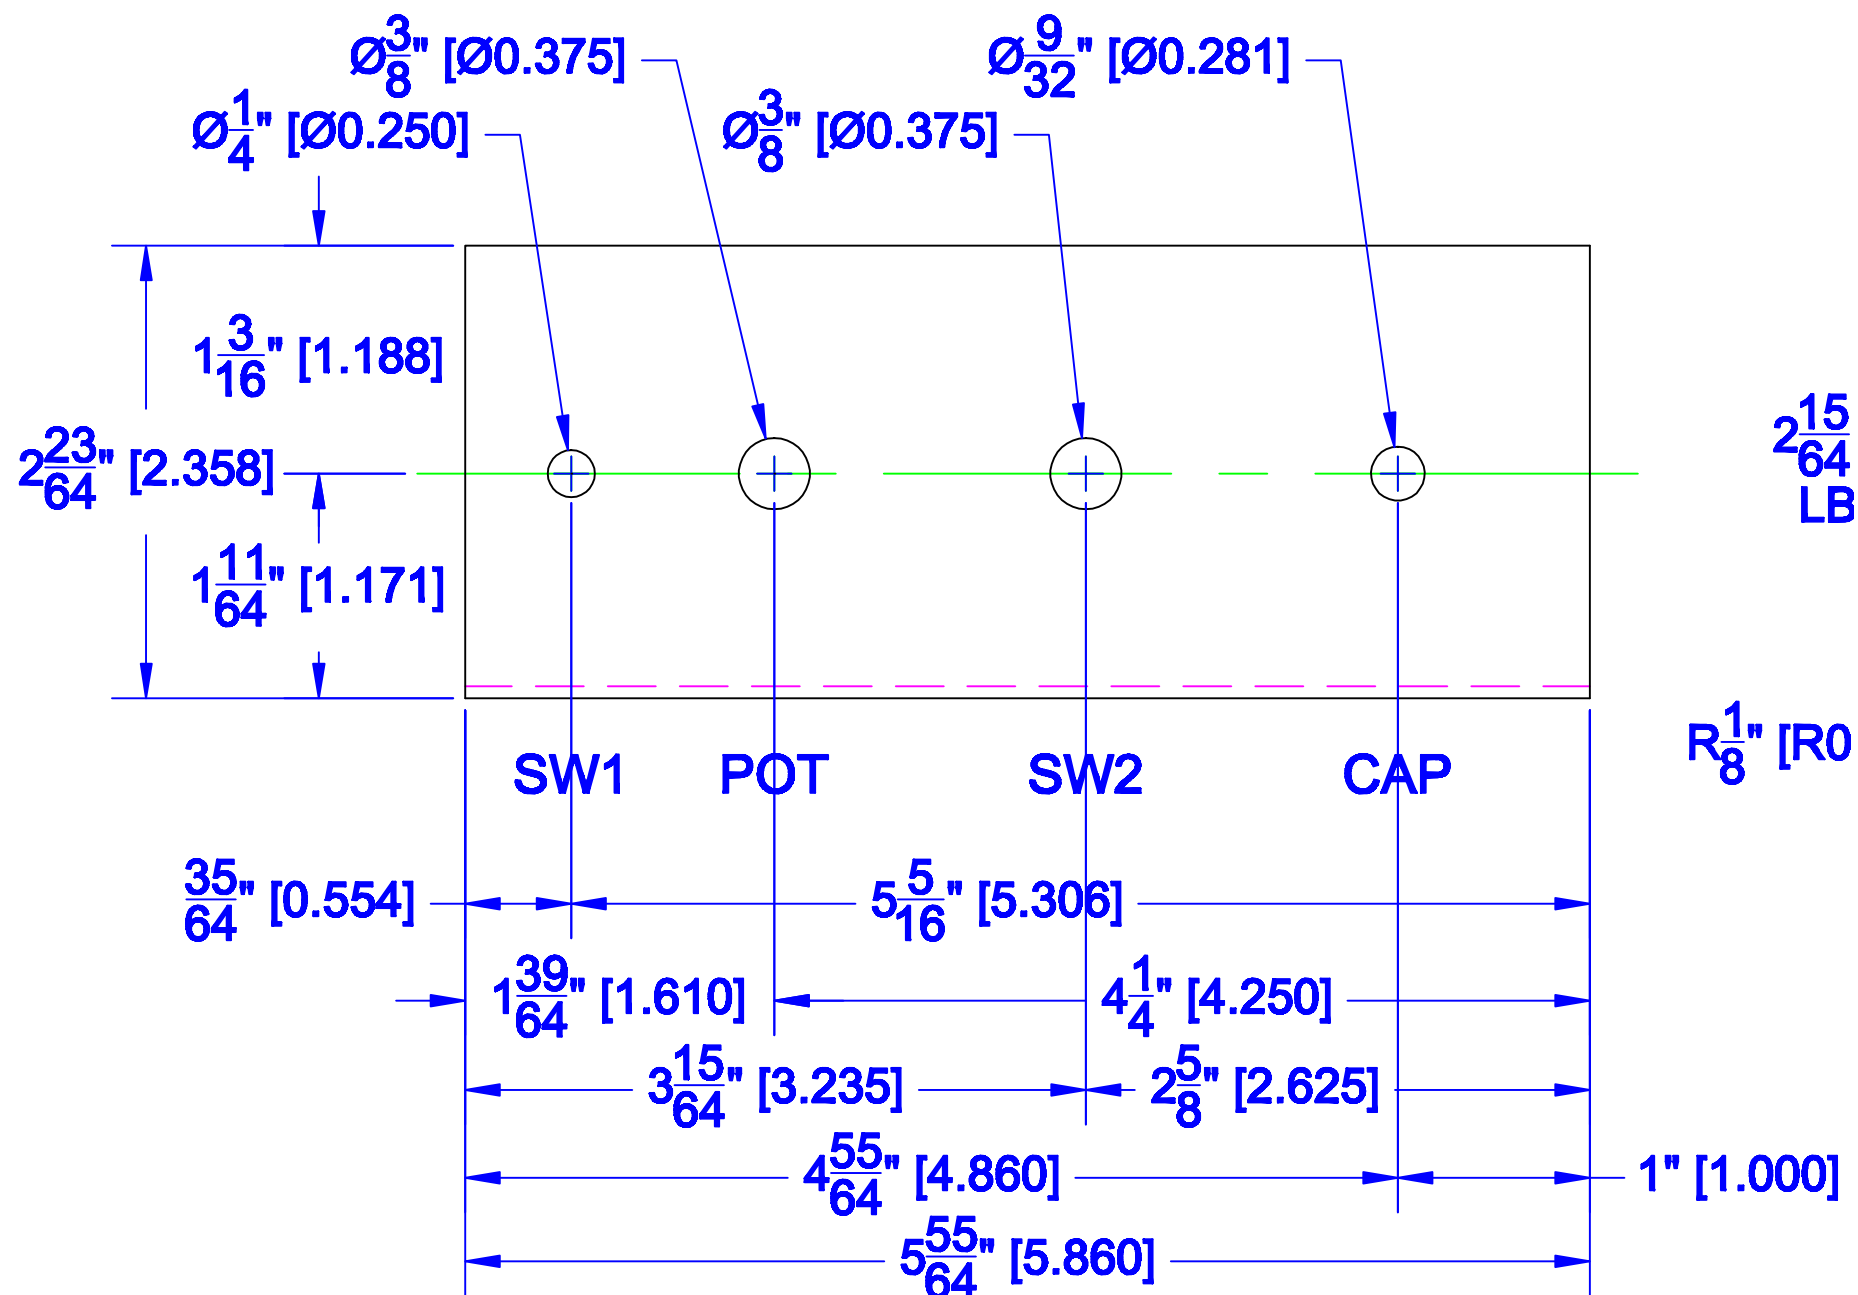 Ø3/8" [Ø0.375]
Ø9/32" [Ø0.281]
Ø1/4" [Ø0.250]
Ø3/8" [Ø0.375]
1 3/16" [1.188]
2 23/64" [2.358]
2 15/64
LB
1 11/64" [1.171]
R1/8" [R0
SW1 POT SW2 CAP
35/64" [0.554]
5 5/16" [5.306]
1 39/64" [1.610]
4 1/4" [4.250]
3 15/64" [3.235]
2 5/8" [2.625]
4 55/64" [4.860]
1" [1.000]
5 55/64" [5.860]